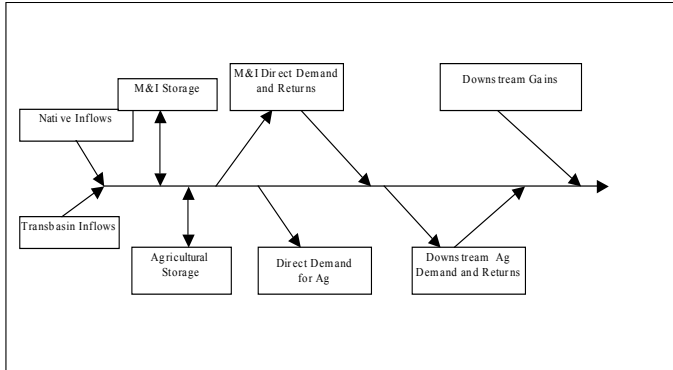 M&I Storage
M&I Direct Demand
and Returns
Downstream Gains
Native Inflows
Transbasin Inflows
Agricultural
Storage
Direct Demand
for Ag
Downstream Ag
Demand and Returns